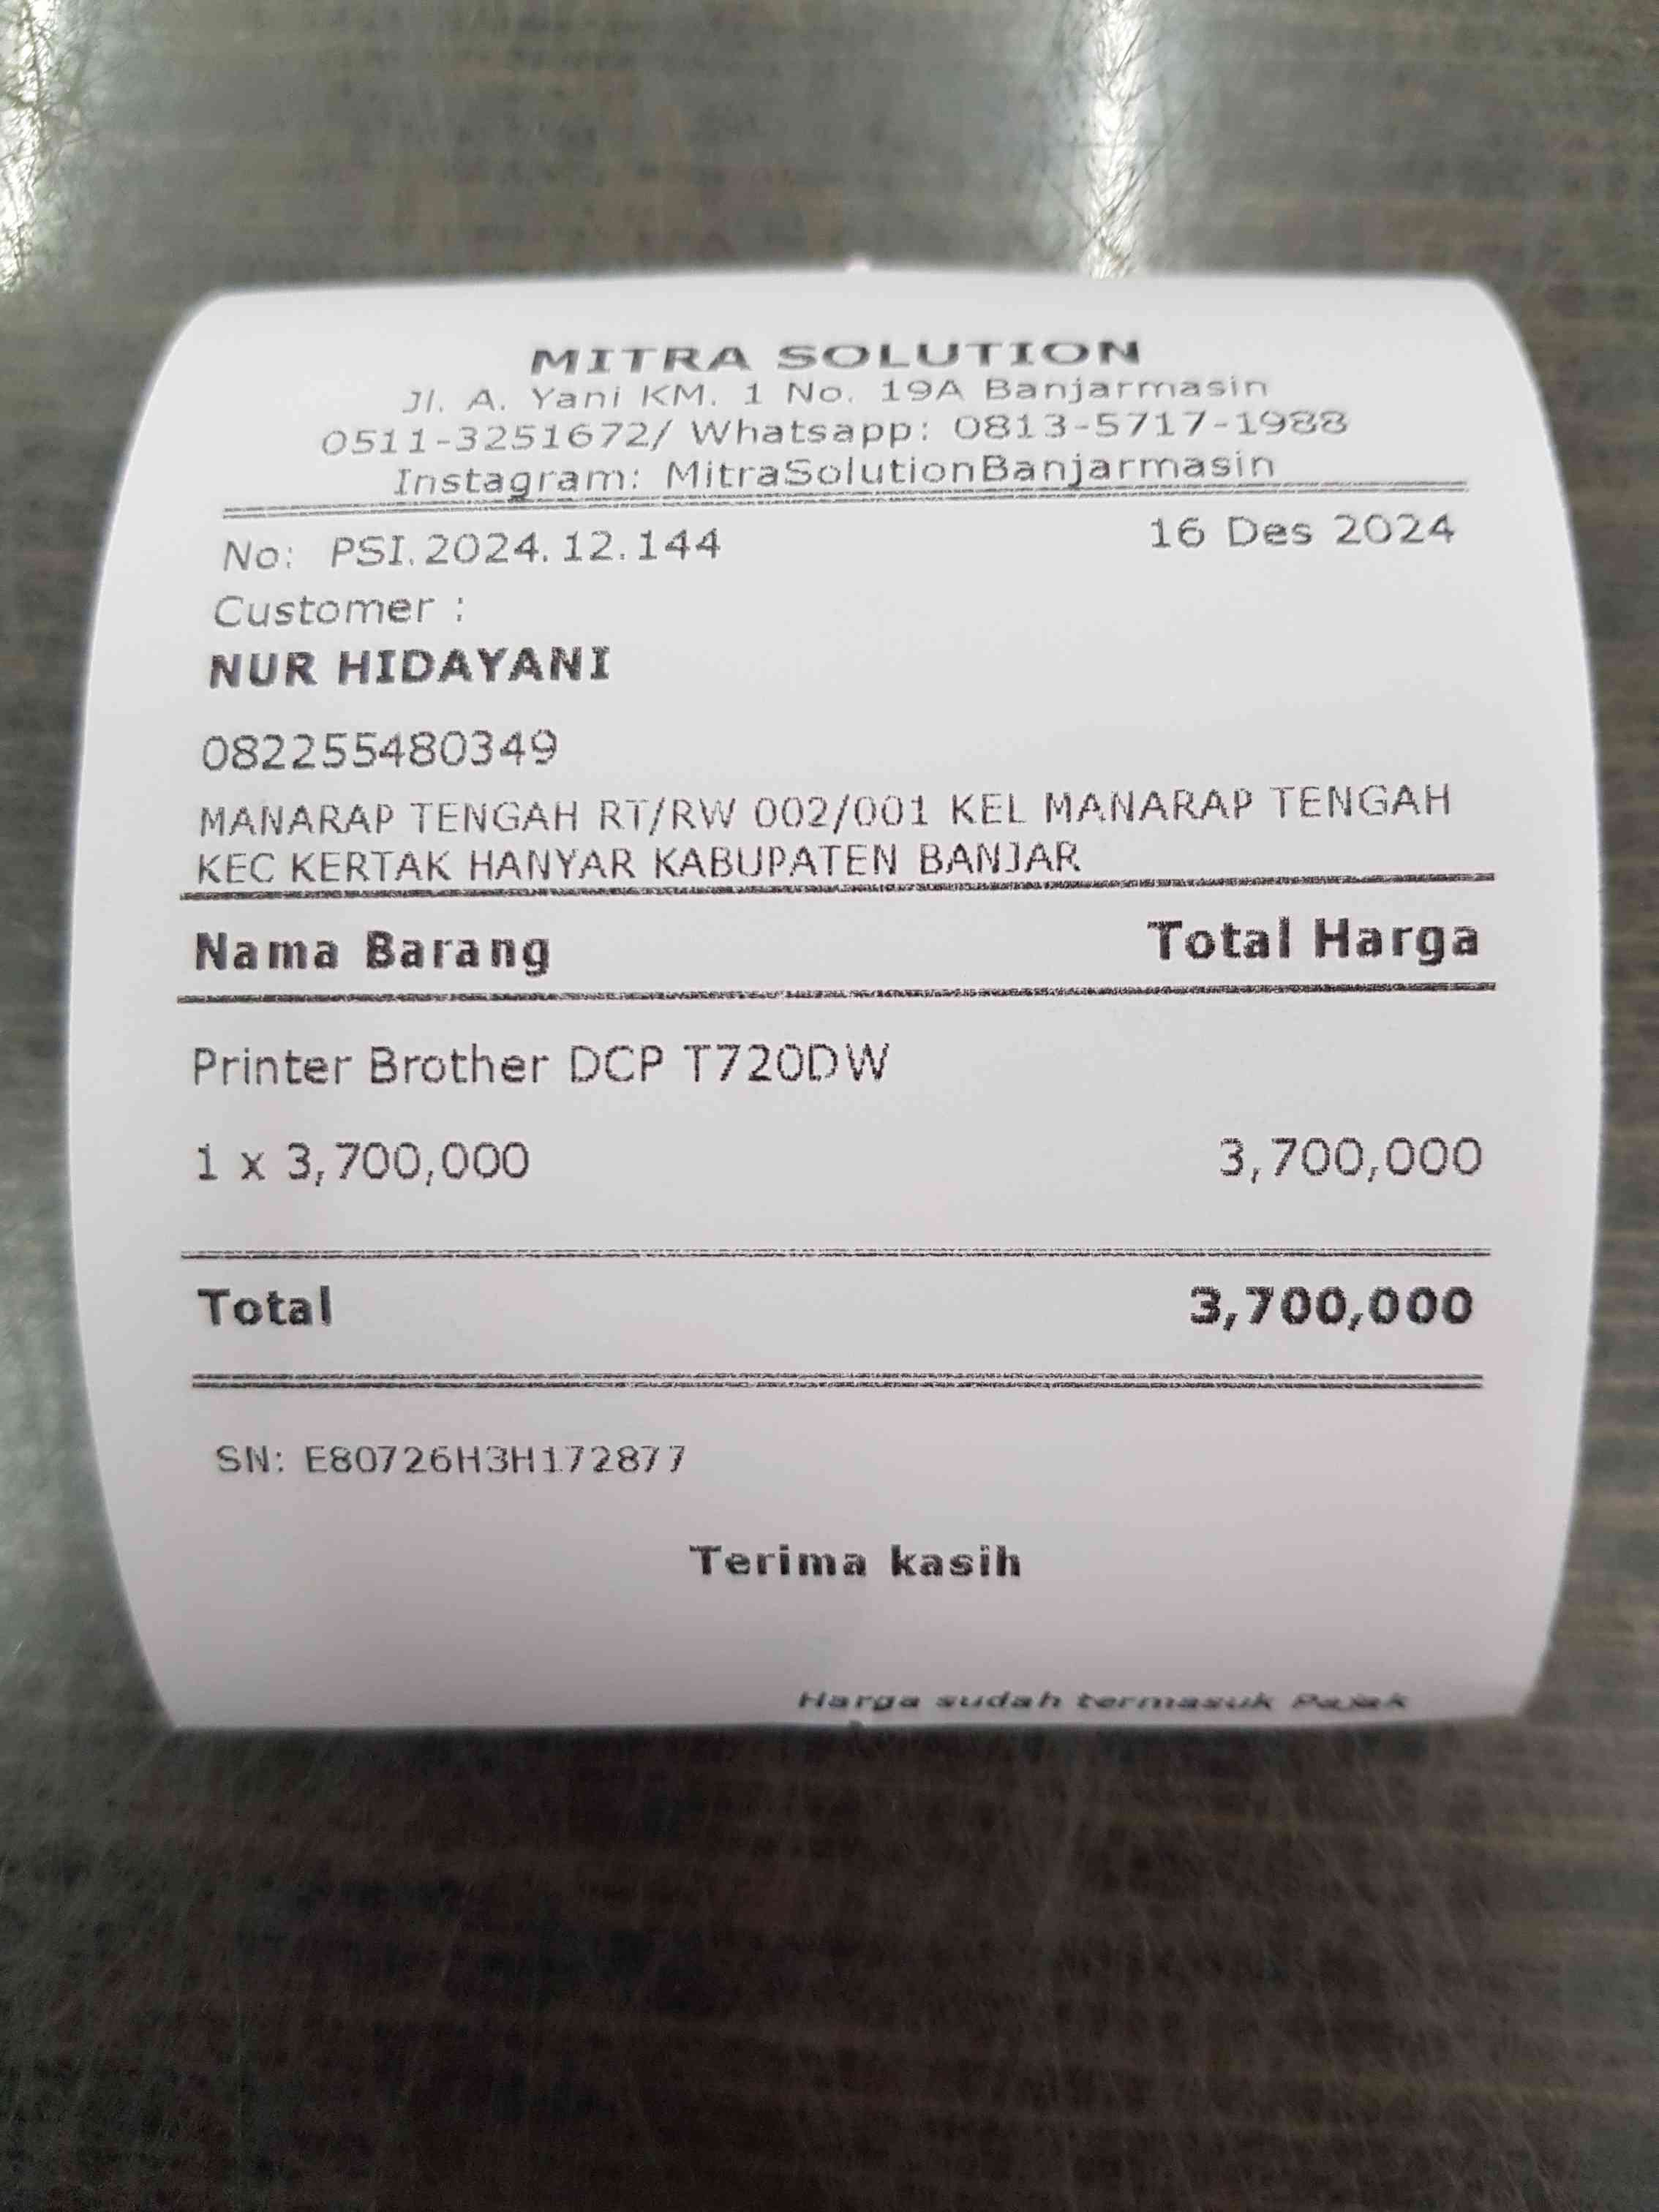 MITRA SOLUTION
Jl. A. Yani KM. 1 No. 19A Banjarmasin
0511-3251672/ Whatsapp: 0813-5717-1988
Instagram: MitraSolutionBanjarmasin
No: PSI.2024.12.144 16 Des 2024
Customer :
NUR HIDAYANI
082255480349
MANARAP TENGAH RT/RW 002/001 KEL MANARAP TENGAH
KEC KERTAK HANYAR KABUPATEN BANJAR
Nama Barang Total Harga
Printer Brother DCP T720DW
1 x 3,700,000 3,700,000
Total 3,700,000
SN: E80726H3H172877
Terima kasih
Harga sudah termasuk Pajak